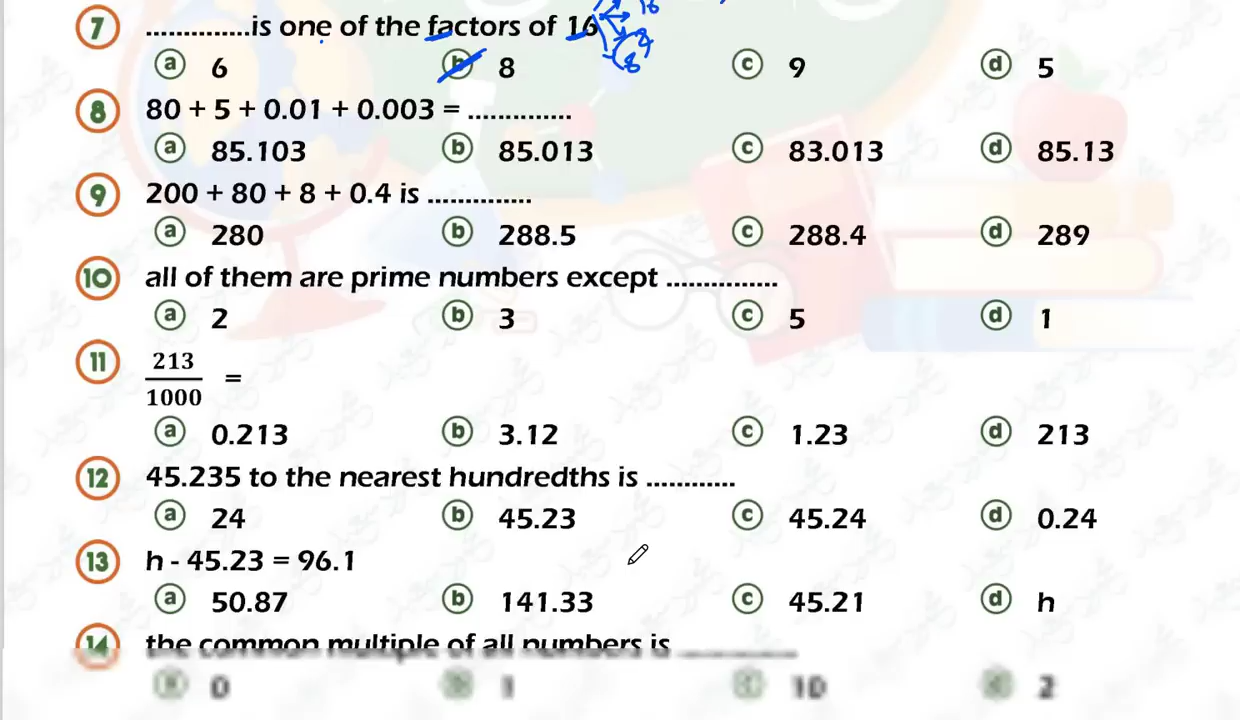 7 ..............is one of the factors of 16 16
a 6 b 8 c 9 d 5 8
8 80 + 5 + 0.01 + 0.003 = ..............
a 85.103 b 85.013 c 83.013 d 85.13
9 200 + 80 + 8 + 0.4 is ..............
a 280 b 288.5 c 288.4 d 289
10 all of them are prime numbers except ...............
a 2 b 3 c 5 d 1
11 213/1000 =
a 0.213 b 3.12 c 1.23 d 213
12 45.235 to the nearest hundredths is ............
a 24 b 45.23 c 45.24 d 0.24
13 h - 45.23 = 96.1
a 50.87 b 141.33 c 45.21 d h
14 the common multiple of all numbers is ................
0 1 10 2